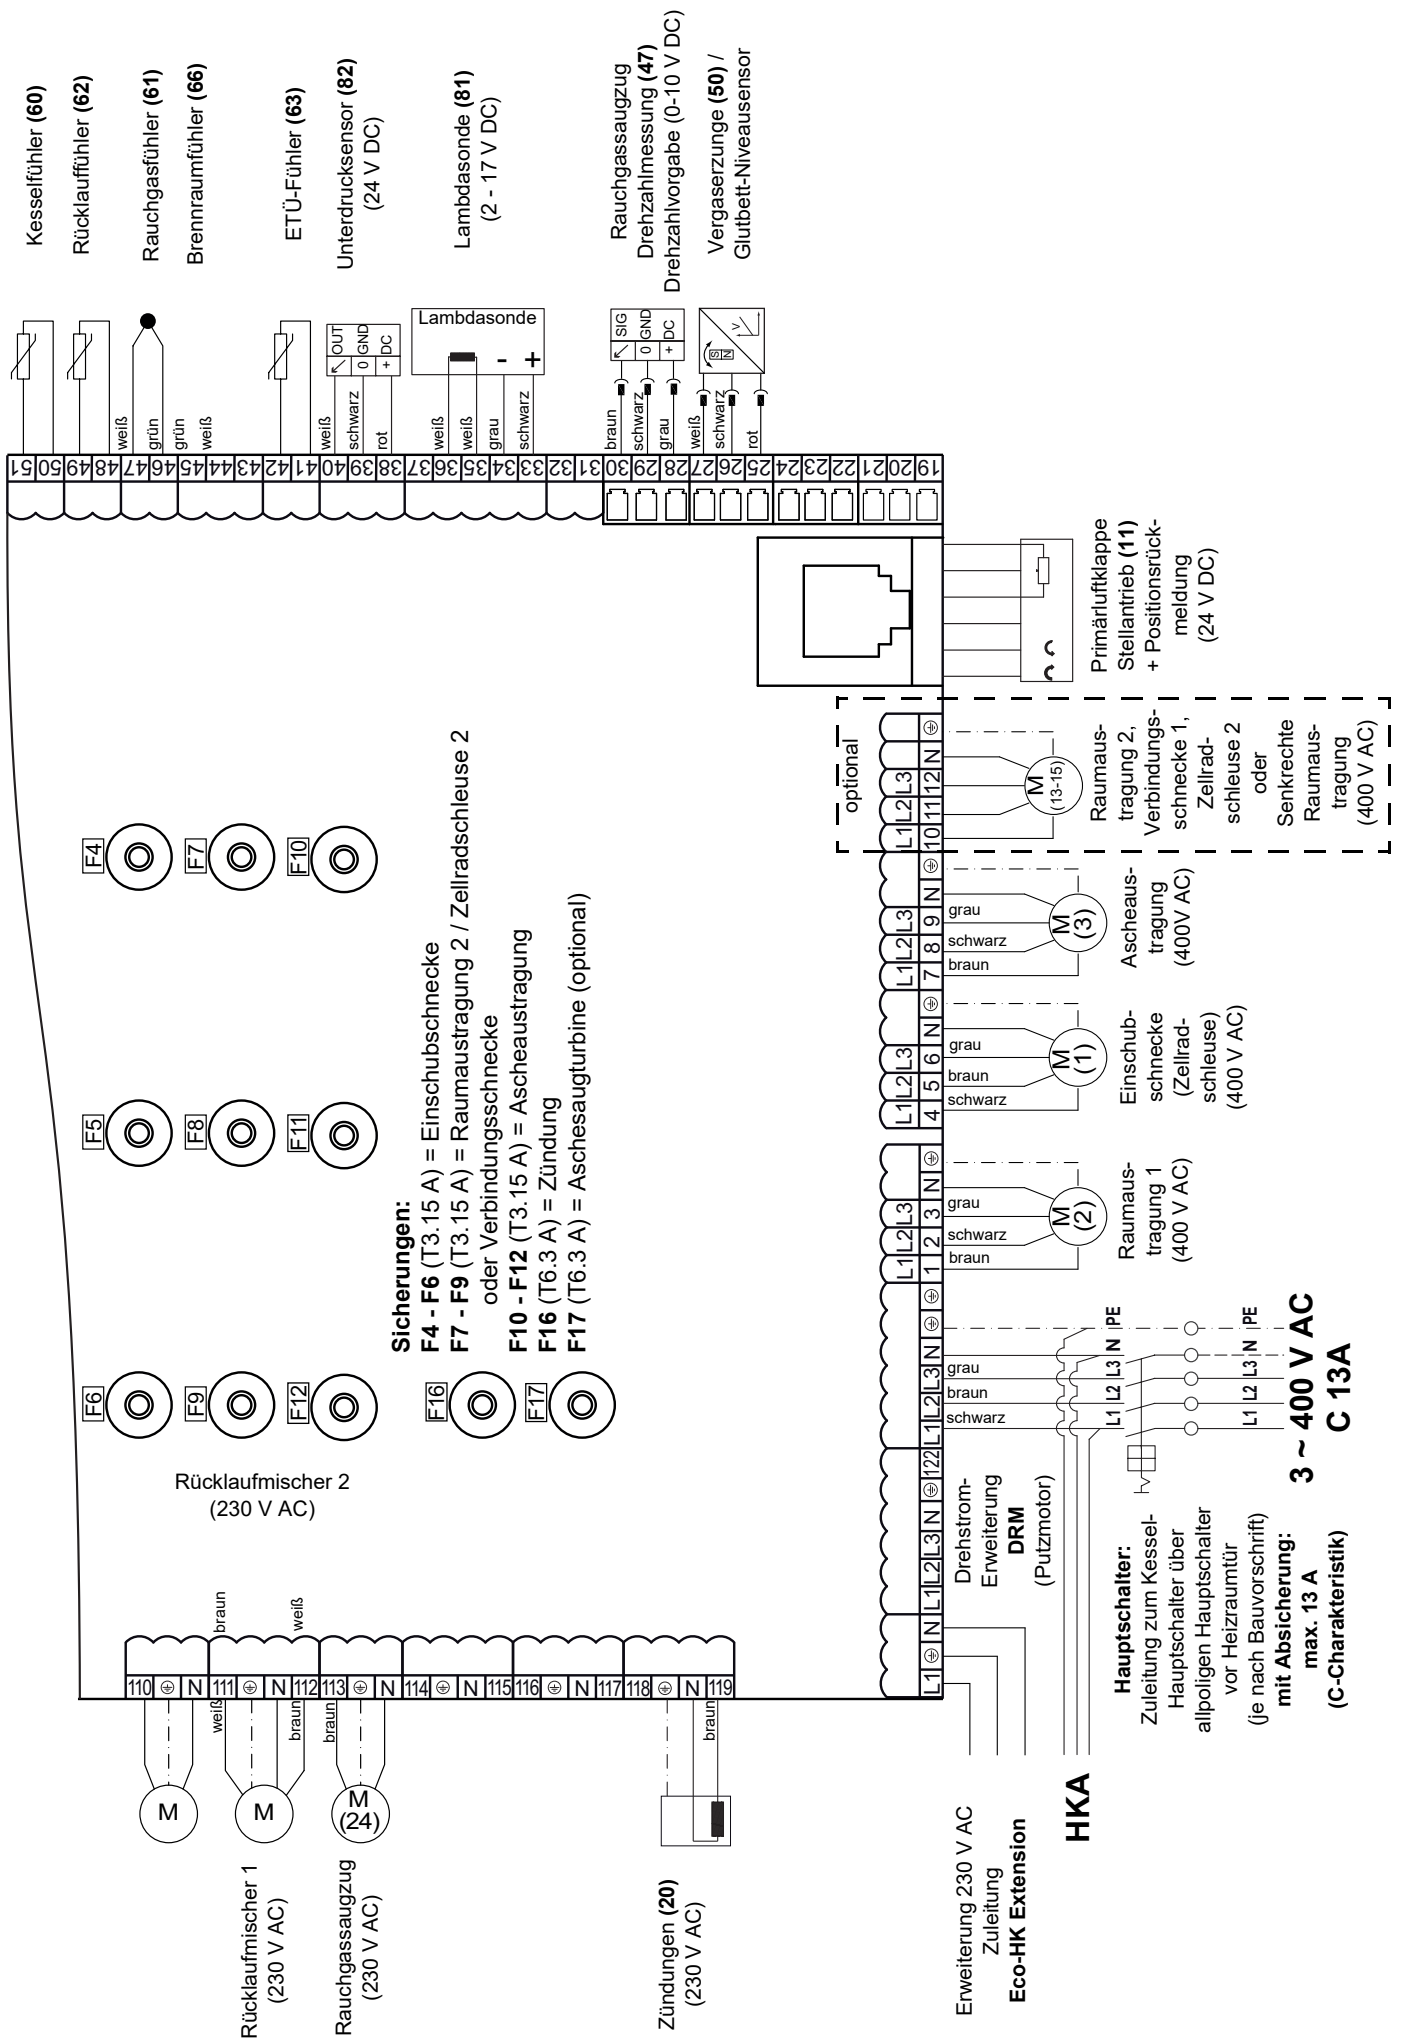 Kesselfühler (60)
Rücklauffühler (62)
Rauchgasfühler (61)
Brennraumfühler (66)
ETÜ-Fühler (63)
Unterdrucksensor (82)
(24 V DC)
Lambdasonde (81)
(2 - 17 V DC)
Rauchgassaugzug
Drehzahlmessung (47)
Drehzahlvorgabe (0-10 V DC)
Vergaserzunge (50) /
Glutbett-Niveausensor
OUT
0 GND
+ DC
Lambdasonde
- +
SIG
0 GND
+ DC
S
N
V
weiß
grün
grün
weiß
weiß
schwarz
rot
weiß
weiß
grau
schwarz
braun
schwarz
grau
weiß
schwarz
rot
51 50 49 48 47 46 45 44 43 42 41 40 39 38 37 36 35 34 33 32 31 30 29 28 27 26 25 24 23 22 21 20 19
Primärluftklappe
Stellantrieb (11)
+ Positionsrück-
meldung
(24 V DC)
optional
L1 L2 L3
10 11 12 N
M
(13-15)
Raumaus-
tragung 2,
Verbindungs-
schnecke 1,
Zellrad-
schleuse 2
oder
Senkrechte
Raumaus-
tragung
(400 V AC)
L1 L2 L3
7 8 9 N
grau
schwarz
braun
M
(3)
Ascheaus-
tragung
(400V AC)
L1 L2 L3
4 5 6 N
grau
braun
schwarz
M
(1)
Einschub-
schnecke
(Zellrad-
schleuse)
(400 V AC)
L1 L2 L3
1 2 3 N
grau
schwarz
braun
M
(2)
Raumaus-
tragung 1
(400 V AC)
F4
F7
F10
F5
F8
F11
F6
F9
F12
F16
F17
Sicherungen:
F4 - F6 (T3.15 A) = Einschubschnecke
F7 - F9 (T3.15 A) = Raumaustragung 2 / Zellradschleuse 2
oder Verbindungsschnecke
F10 - F12 (T3.15 A) = Ascheaustragung
F16 (T6.3 A) = Zündung
F17 (T6.3 A) = Aschesaugturbine (optional)
L1 L2 L3 N
grau
braun
schwarz
L1 L2 L3 N PE
L1 L2 L3 N PE
3 ~ 400 V AC
C 13A
Hauptschalter:
Zuleitung zum Kessel-
Hauptschalter über
allpoligen Hauptschalter
vor Heizraumtür
(je nach Bauvorschrift)
mit Absicherung:
max. 13 A
(C-Charakteristik)
L1 L2 L3 N 122
Drehstrom-
Erweiterung
DRM
(Putzmotor)
L1 N
HKA
Erweiterung 230 V AC
Zuleitung
Eco-HK Extension
Rücklaufmischer 2
(230 V AC)
braun
weiß
110 N 111 N 112 113 N 114 N 115 116 N 117 118 N 119
weiß
braun
braun
braun
M
M
M
(24)
Rücklaufmischer 1
(230 V AC)
Rauchgassaugzug
(230 V AC)
Zündungen (20)
(230 V AC)